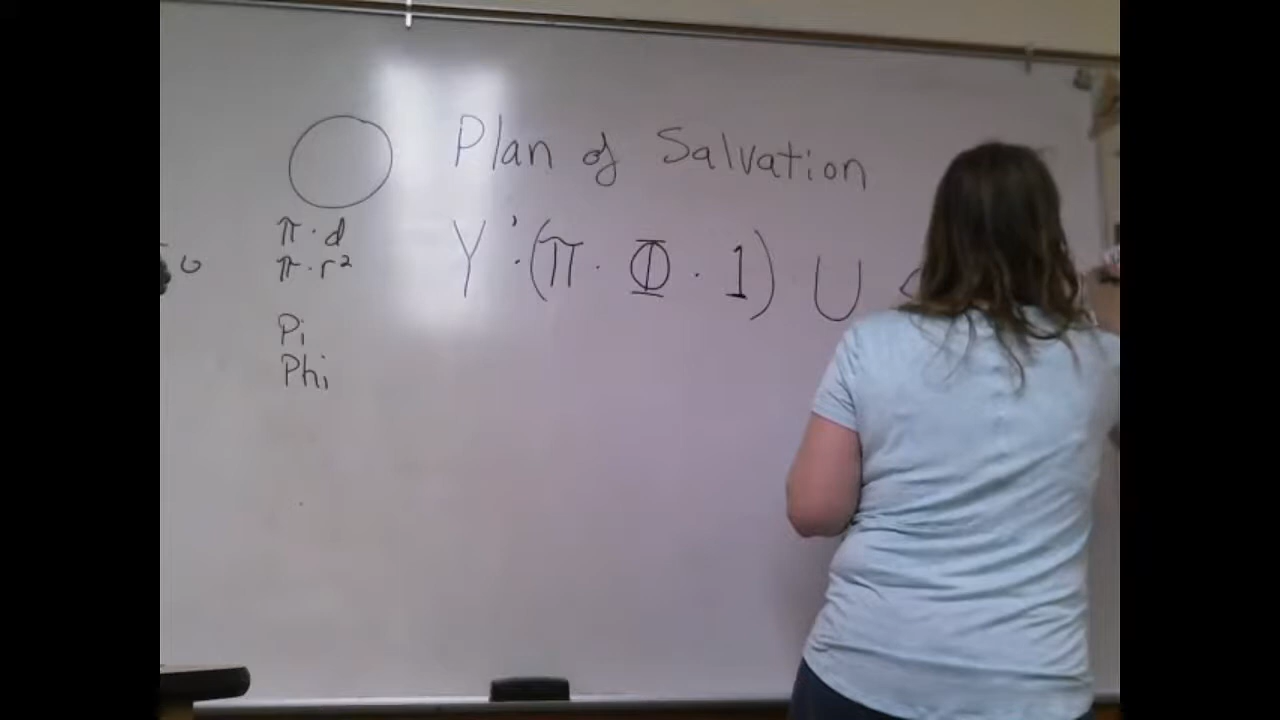 Plan of Salvation
Y':(π · Φ · 1) ∪
π · d
π · r²
Pi
Phi